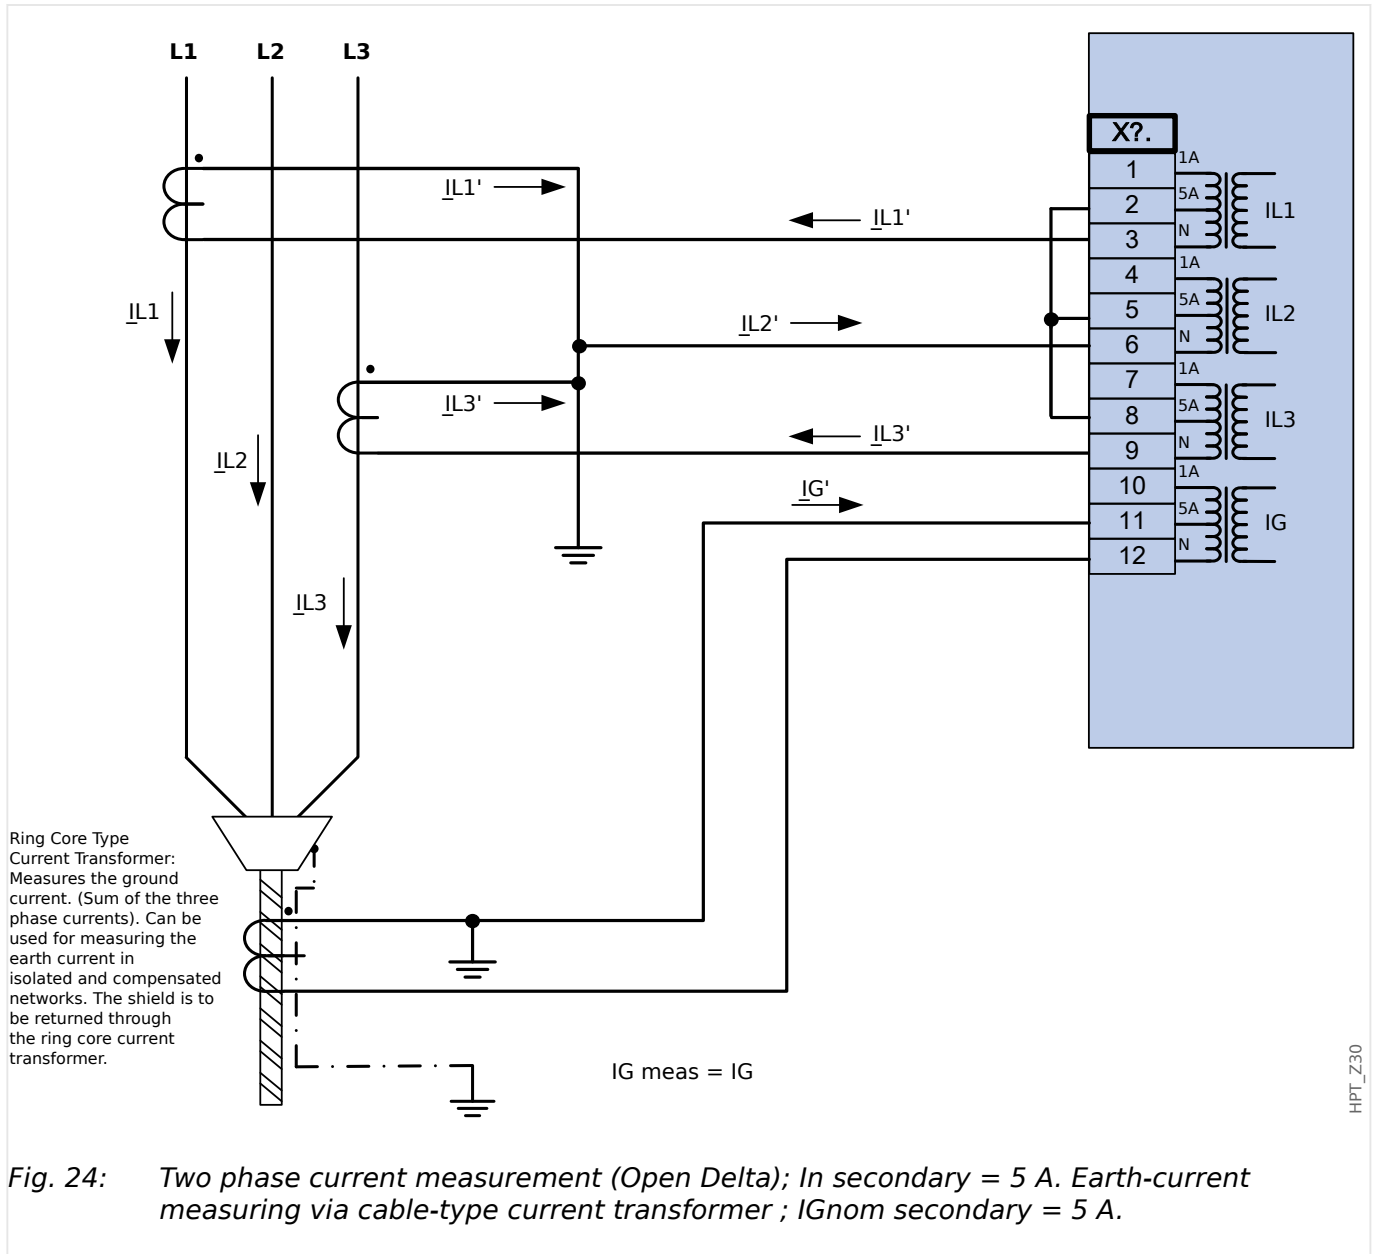 L1 L2 L3
X?.
1 1A
2 5A IL1
3 N
4 1A
5 5A IL2
6 N
7 1A
8 5A IL3
9 N
10 1A
11 5A IG
12 N
IL1'
IL1'
IL1
IL2'
IL3'
IL3'
IL2
IG'
IL3
Ring Core Type
Current Transformer:
Measures the ground
current. (Sum of the three
phase currents). Can be
used for measuring the
earth current in
isolated and compensated
networks. The shield is to
be returned through
the ring core current
transformer.
IG meas = IG
HPT_Z30
Fig. 24: Two phase current measurement (Open Delta); In secondary = 5 A. Earth-current
measuring via cable-type current transformer ; IGnom secondary = 5 A.